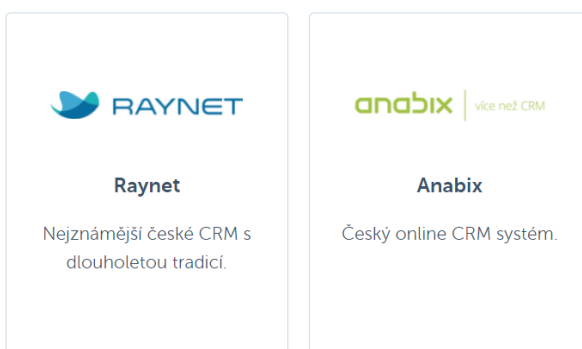 RAYNET
Raynet
Nejznámější české CRM s
dlouholetou tradicí.
anabix | více než CRM
Anabix
Český online CRM systém.